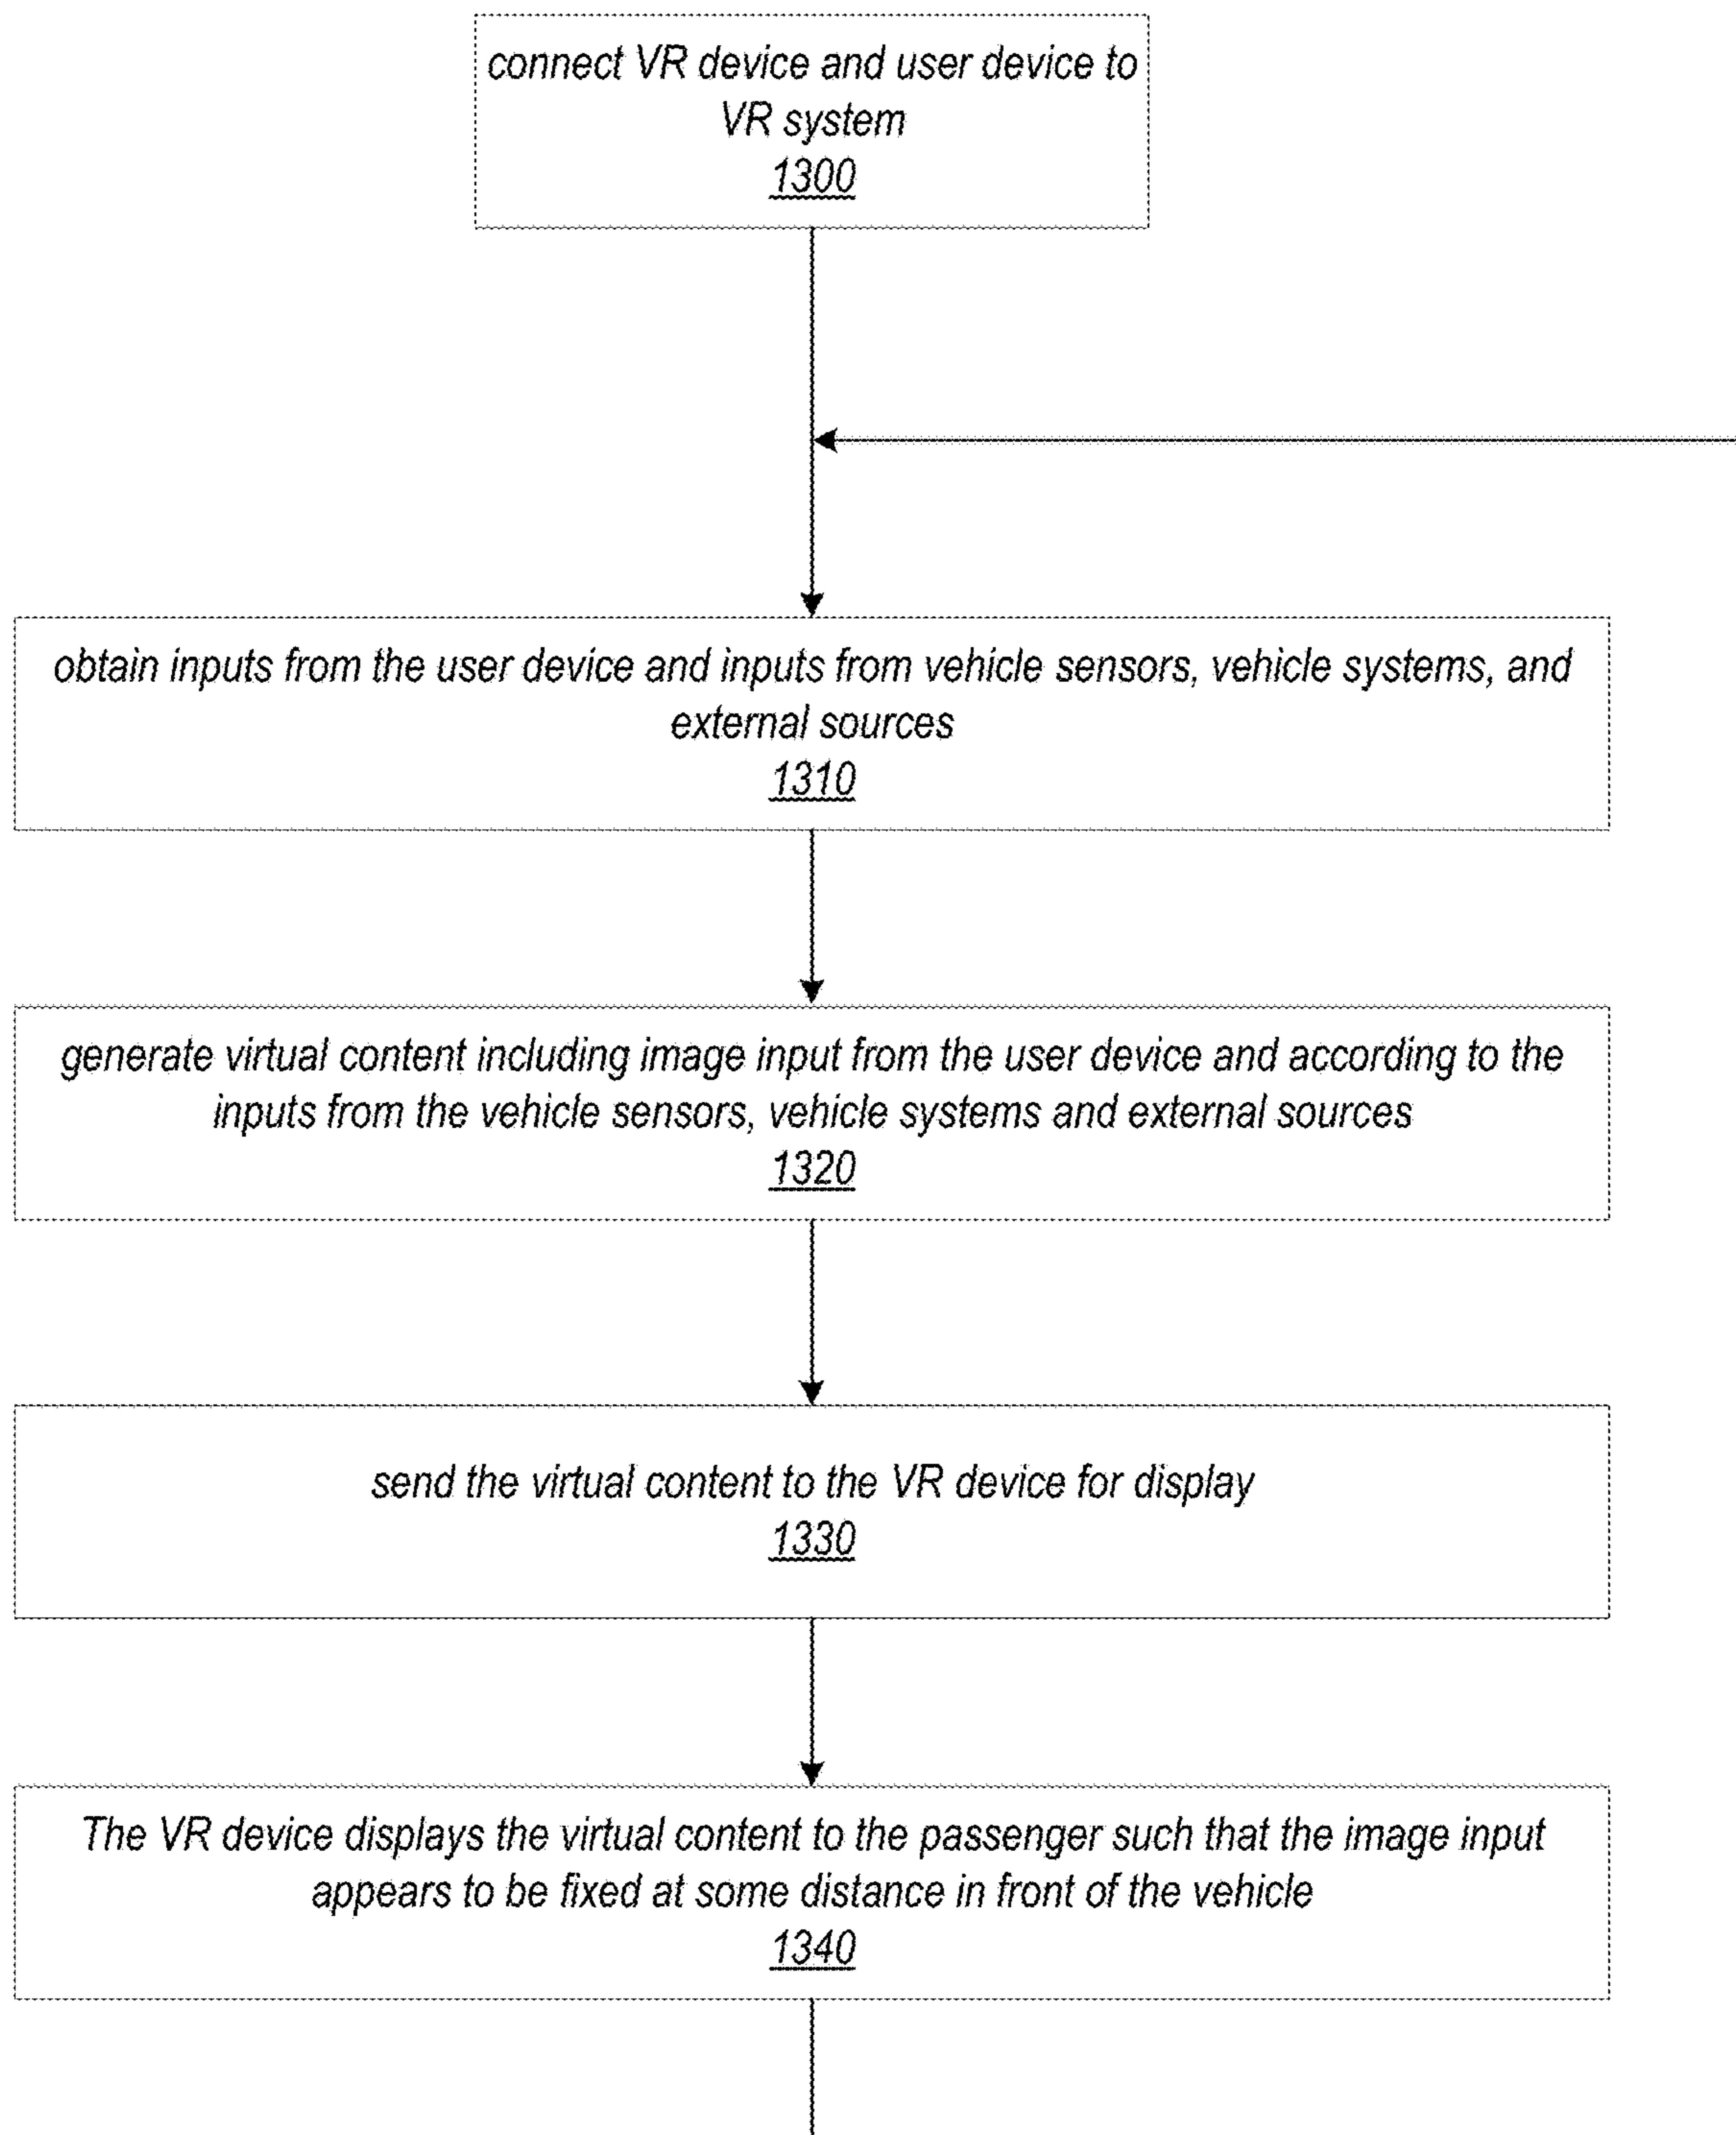 connect VR device and user device to
VR system
1300
obtain inputs from the user device and inputs from vehicle sensors, vehicle systems, and
external sources
1310
generate virtual content including image input from the user device and according to the
inputs from the vehicle sensors, vehicle systems and external sources
1320
send the virtual content to the VR device for display
1330
The VR device displays the virtual content to the passenger such that the image input
appears to be fixed at some distance in front of the vehicle
1340